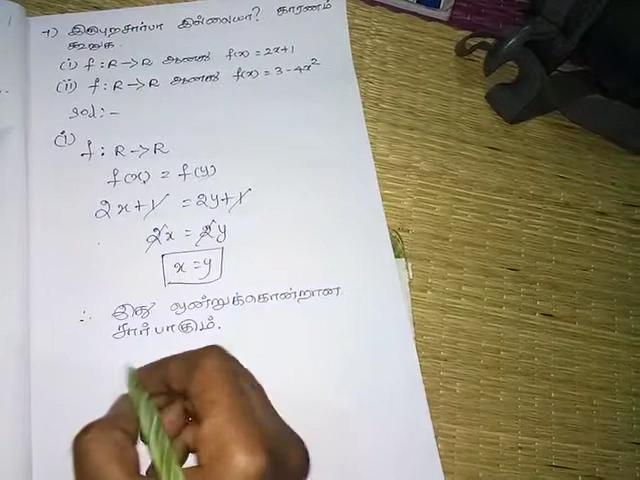 7) இருபுறசார்பா இல்லையா? காரணம்
கூறுக.
(i) f : R → R ஆனால் f(x) = 2x+1
(ii) f : R → R ஆனால் f(x) = 3 - 4x²
Sol: -
(i) f : R → R
f(x) = f(y)
2x + 1 = 2y + 1
2x = 2y
x = y
∴ இது ஒன்றுக்கொன்றான
சார்பாகும்.